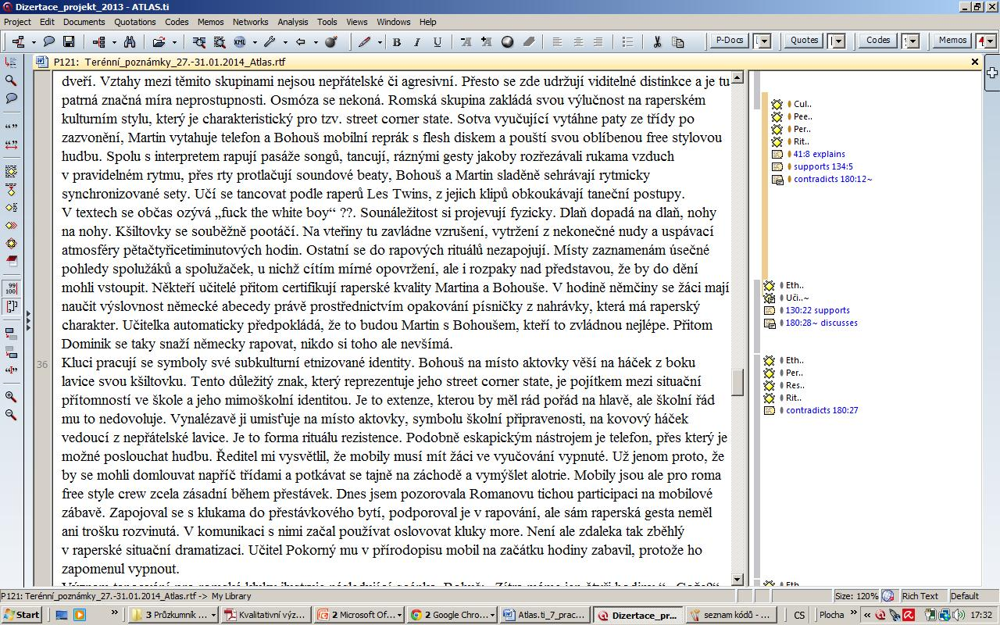 Dizertace_projekt_2013 - ATLAS.ti
Project Edit Documents Quotations Codes Memos Networks Analysis Tools Views Windows Help
B I U A A P-Docs Quotes Codes Memos
P121: Terénní_poznámky_27.-31.01.2014_Atlas.rtf
dveří. Vztahy mezi těmito skupinami nejsou nepřátelské či agresivní. Přesto se zde udržují viditelné distinkce a je tu
patrná značná míra neprostupnosti. Osmóza se nekoná. Romská skupina zakládá svou výlučnost na raperském
kulturním stylu, který je charakteristický pro tzv. street corner state. Sotva vyučující vytáhne paty ze třídy po
zazvonění, Martin vytahuje telefon a Bohouš mobilní reprák s flesh diskem a pouští svou oblíbenou free stylovou
hudbu. Spolu s interpretem rapují pasáže songů, tancují, ráznými gesty jakoby rozřezávali rukama vzduch
v pravidelném rytmu, přes rty protlačují soundové beaty, Bohouš a Martin sladěně sehrávají rytmicky
synchronizované sety. Učí se tancovat podle raperů Les Twins, z jejich klipů obkoukávají taneční postupy.
V textech se občas ozývá „fuck the white boy“ ??. Sounáležitost si projevují fyzicky. Dlaň dopadá na dlaň, nohy
na nohy. Kšiltovky se souběžně pootáčí. Na vteřiny tu zavládne vzrušení, vytržení z nekonečné nudy a uspávací
atmosféry pětačtyřicetiminutových hodin. Ostatní se do rapových rituálů nezapojují. Místy zaznamenám úsečné
pohledy spolužáků a spolužaček, u nichž cítím mírné opovržení, ale i rozpaky nad představou, že by do dění
mohli vstoupit. Někteří učitelé přitom certifikují raperské kvality Martina a Bohouše. V hodině němčiny se žáci mají
naučit výslovnost německé abecedy právě prostřednictvím opakování písničky z nahrávky, která má raperský
charakter. Učitelka automaticky předpokládá, že to budou Martin s Bohoušem, kteří to zvládnou nejlépe. Přitom
Dominik se taky snaží německy rapovat, nikdo si toho ale nevšímá.
36 Kluci pracují se symboly své subkulturní etnizované identity. Bohouš na místo aktovky věší na háček z boku
lavice svou kšiltovku. Tento důležitý znak, který reprezentuje jeho street corner state, je pojítkem mezi situační
přítomností ve škole a jeho mimoškolní identitou. Je to extenze, kterou by měl rád pořád na hlavě, ale školní řád
mu to nedovoluje. Vynalézavě ji umisťuje na místo aktovky, symbolu školní připravenosti, na kovový háček
vedoucí z nepřátelské lavice. Je to forma rituálu rezistence. Podobně eskapickým nástrojem je telefon, přes který je
možné poslouchat hudbu. Ředitel mi vysvětlil, že mobily musí mít žáci ve vyučování vypnuté. Už jenom proto, že
by se mohli domlouvat napříč třídami a potkávat se tajně na záchodě a vymýšlet alotrie. Mobily jsou ale pro roma
free style crew zcela zásadní během přestávek. Dnes jsem pozorovala Romanovu tichou participaci na mobilové
zábavě. Zapojoval se s klukama do přestávkového bytí, podporoval je v rapování, ale sám raperská gesta neměl
ani trošku rozvinutá. V komunikaci s nimi začal používat oslovovat kluky more. Není ale zdaleka tak zběhlý
v raperské situační dramatizaci. Učitel Pokorný mu v přírodopisu mobil na začátku hodiny zabavil, protože ho
zapomenul vypnout.
Cul..
Pee..
Per..
Rit..
41:8 explains
supports 134:5
contradicts 180:12~
Eth..
Uči..~
130:22 supports
180:28~ discusses
Eth..
Per..
Res..
Rit..
contradicts 180:27
Eth
P121: Terénní_poznámky_27.-31.01.2014_Atlas.rtf -> My Library Size: 120% Rich Text Default
Start 3 Průzkumník ... Kvalitativní výz... 2 Microsoft Of... 2 Google Chro... Atlas.ti_7_prac... Dizertace_pr... seznam kódů - ... CS Plocha 17:32